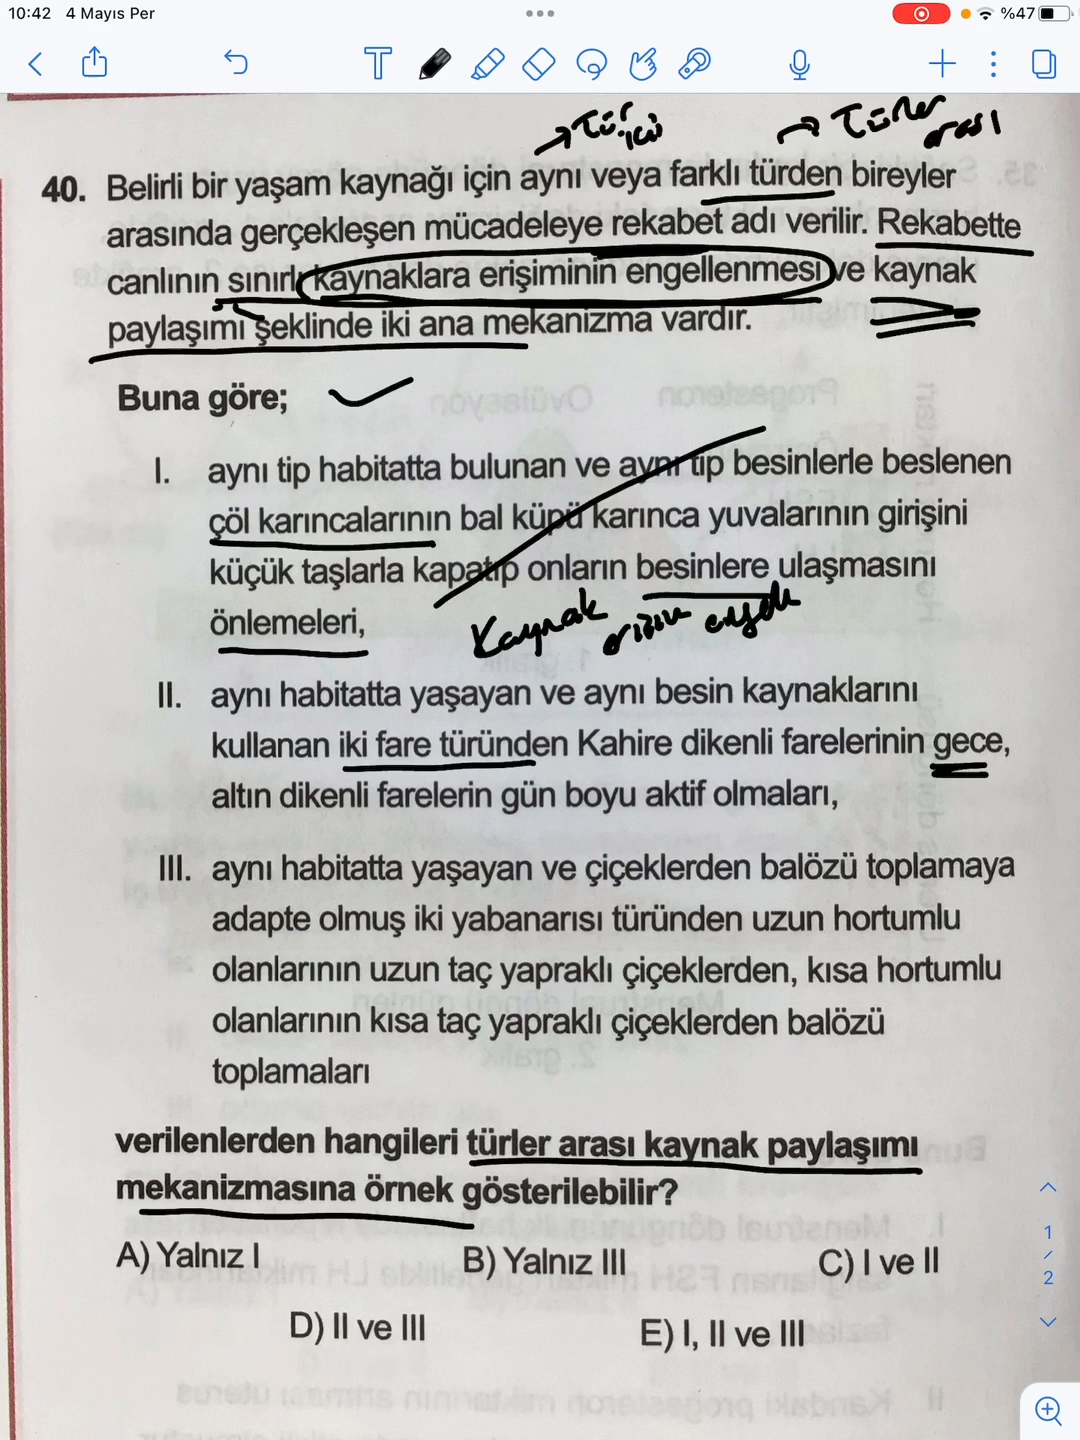 10:42 4 Mayıs Per
%47
→ Tür içi
→ Türler arası
40. Belirli bir yaşam kaynağı için aynı veya farklı türden bireyler
arasında gerçekleşen mücadeleye rekabet adı verilir. Rekabette
canlının sınırlı kaynaklara erişiminin engellenmesi ve kaynak
paylaşımı şeklinde iki ana mekanizma vardır.
Buna göre;
I. aynı tip habitatta bulunan ve aynı tip besinlerle beslenen
çöl karıncalarının bal küpü karınca yuvalarının girişini
küçük taşlarla kapatıp onların besinlere ulaşmasını
önlemeleri,
Kaynak
II. aynı habitatta yaşayan ve aynı besin kaynaklarını
kullanan iki fare türünden Kahire dikenli farelerinin gece,
altın dikenli farelerin gün boyu aktif olmaları,
III. aynı habitatta yaşayan ve çiçeklerden balözü toplamaya
adapte olmuş iki yabanarısı türünden uzun hortumlu
olanlarının uzun taç yapraklı çiçeklerden, kısa hortumlu
olanlarının kısa taç yapraklı çiçeklerden balözü
toplamaları
verilenlerden hangileri türler arası kaynak paylaşımı
mekanizmasına örnek gösterilebilir?
A) Yalnız I B) Yalnız III C) I ve II
D) II ve III E) I, II ve III
1
/
2